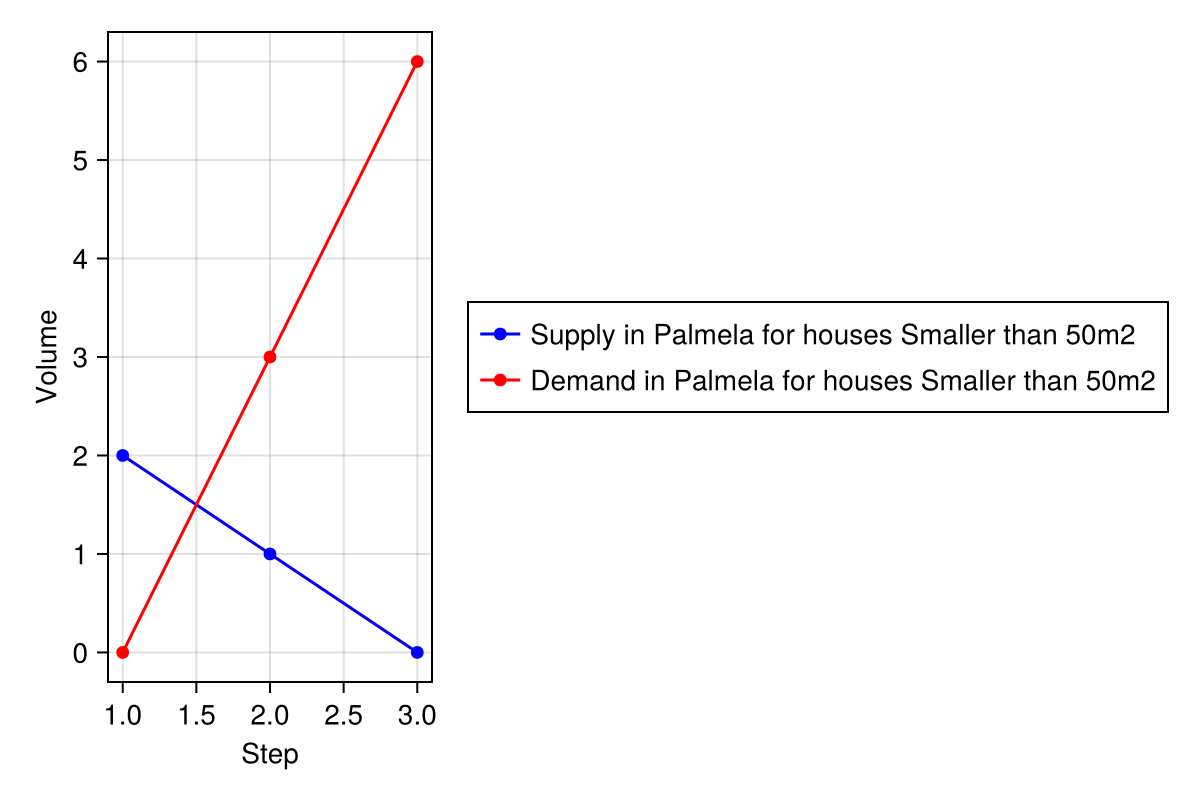 6
5
4
3
2
1
0
Volume
1.0 1.5 2.0 2.5 3.0
Step
Supply in Palmela for houses Smaller than 50m2
Demand in Palmela for houses Smaller than 50m2